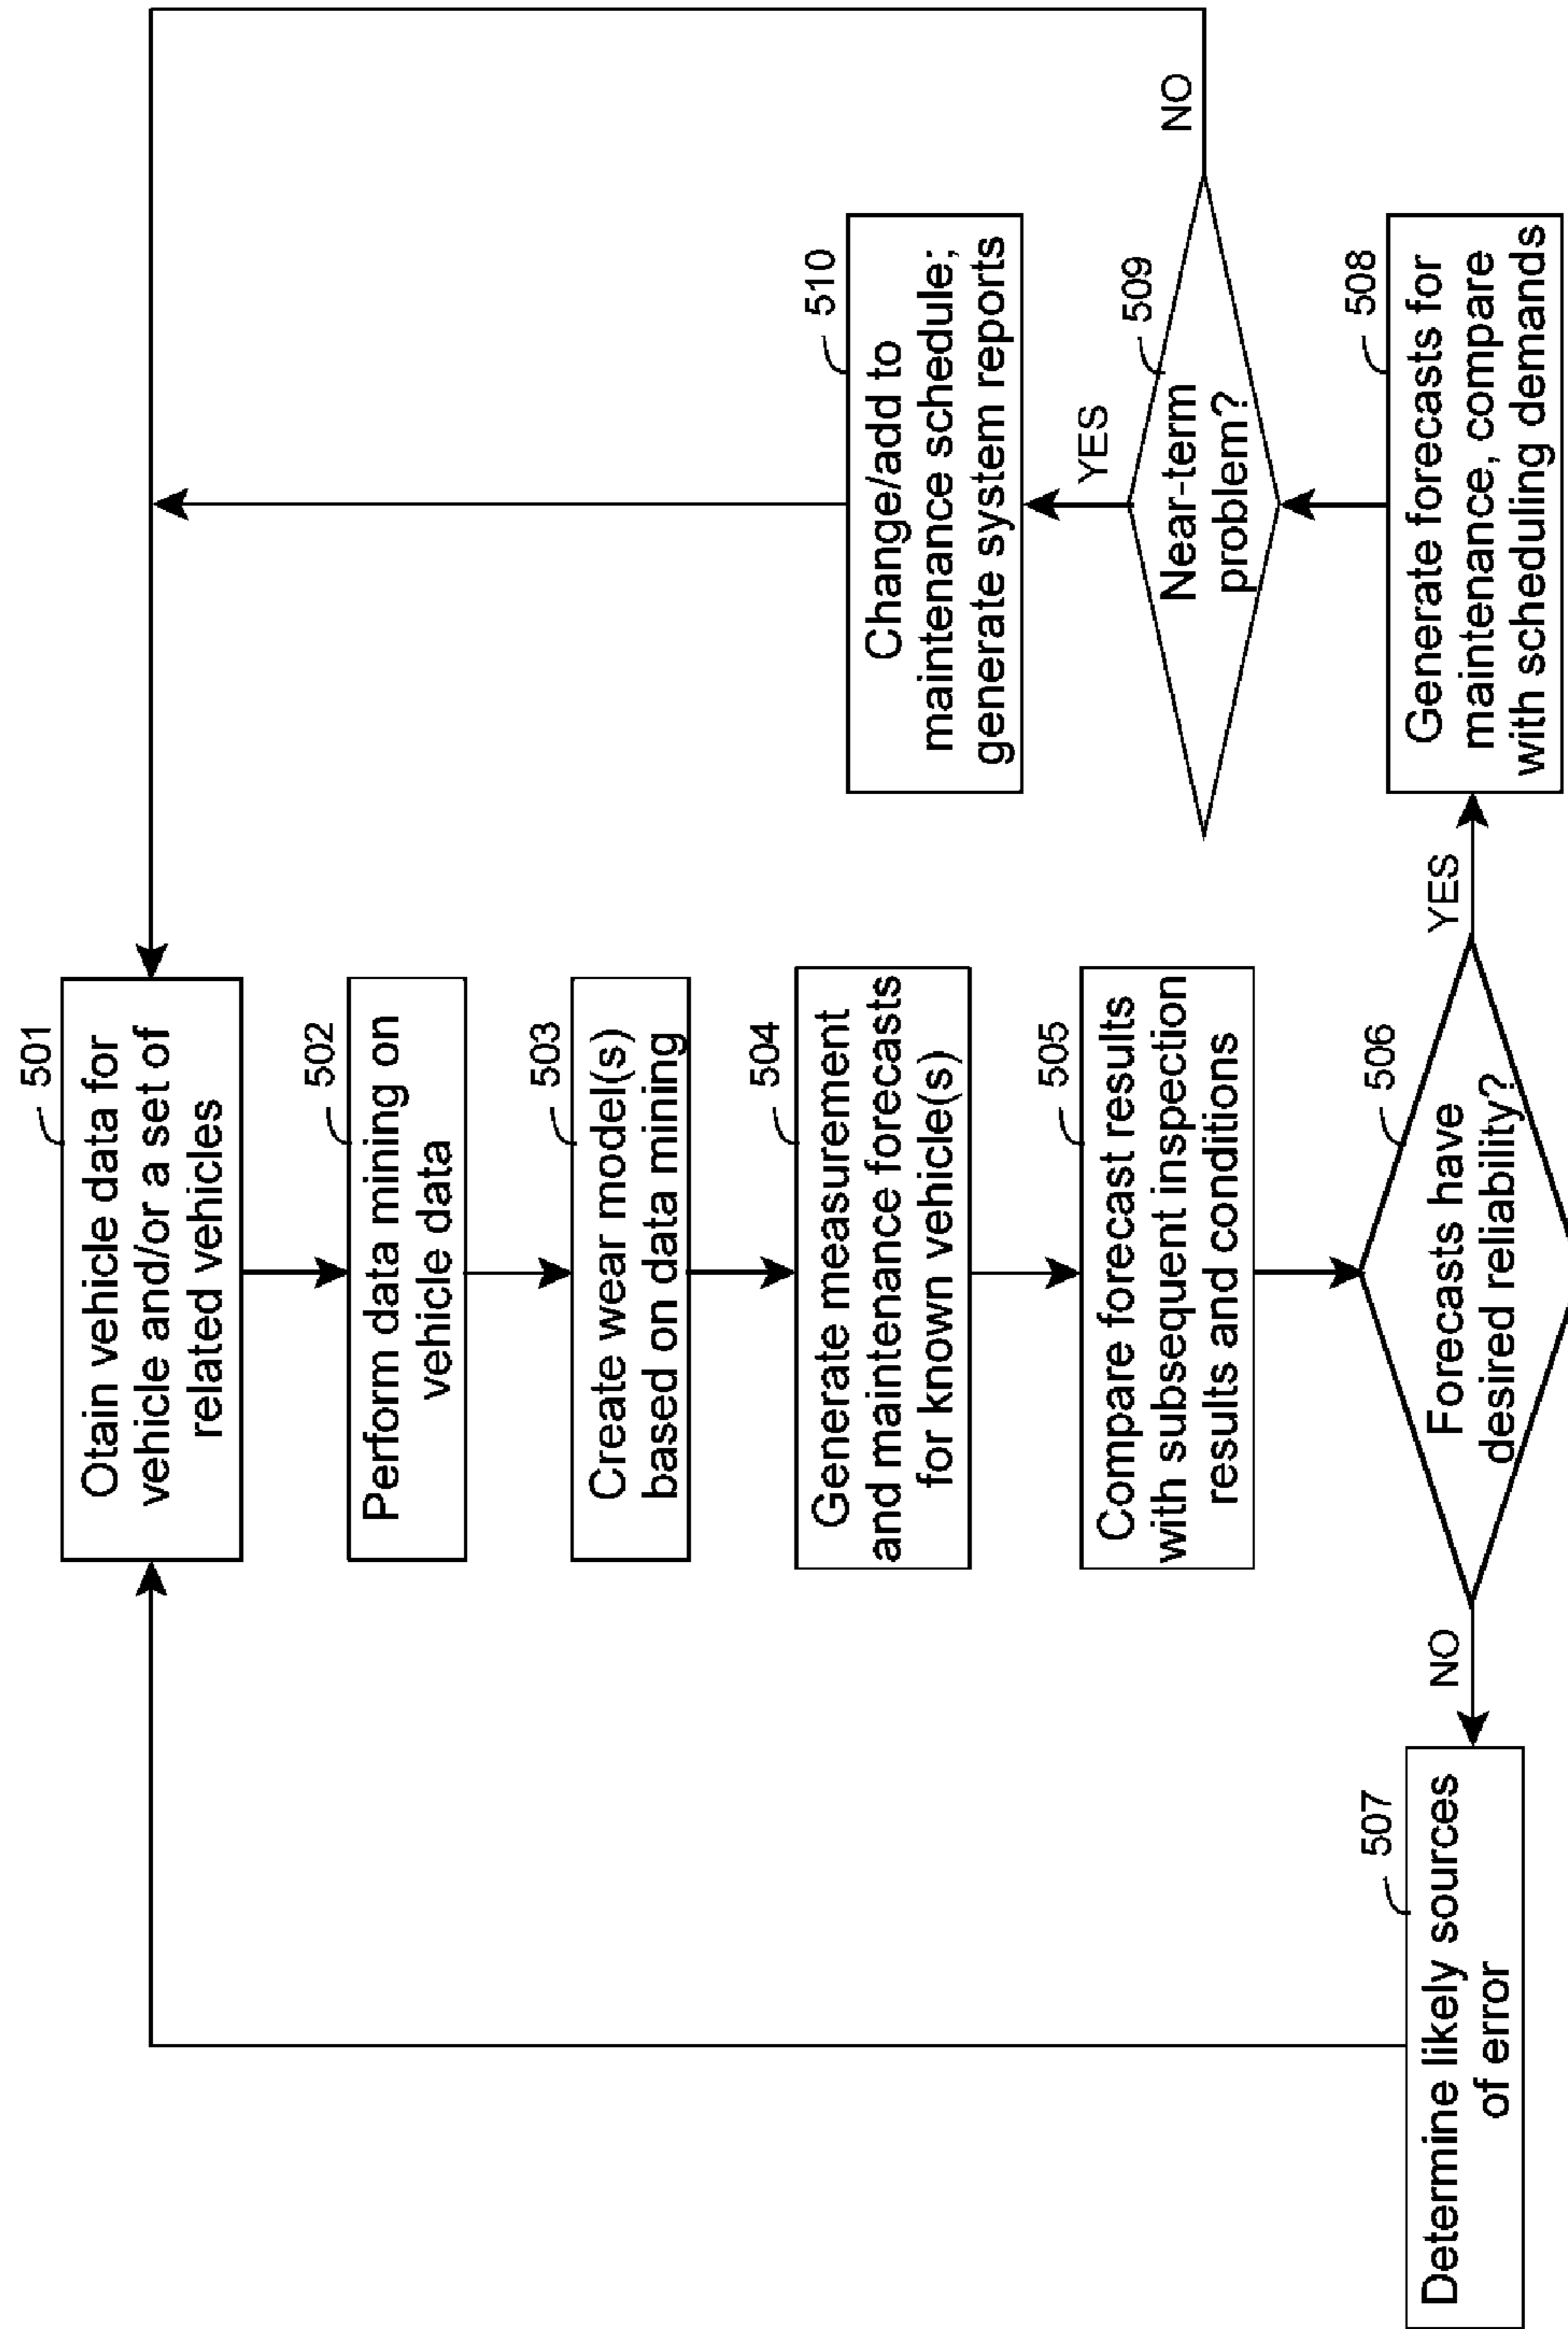 501
Otain vehicle data for
vehicle and/or a set of
related vehicles
502
Perform data mining on
vehicle data
503
Create wear model(s)
based on data mining
504
Generate measurement
and maintenance forecasts
for known vehicle(s)
505
Compare forecast results
with subsequent inspection
results and conditions
506
Forecasts have
desired reliability?
NO
YES
507
Determine likely sources
of error
508
Generate forecasts for
maintenance, compare
with scheduling demands
509
Near-term
problem?
YES
NO
510
Change/add to
maintenance schedule;
generate system reports